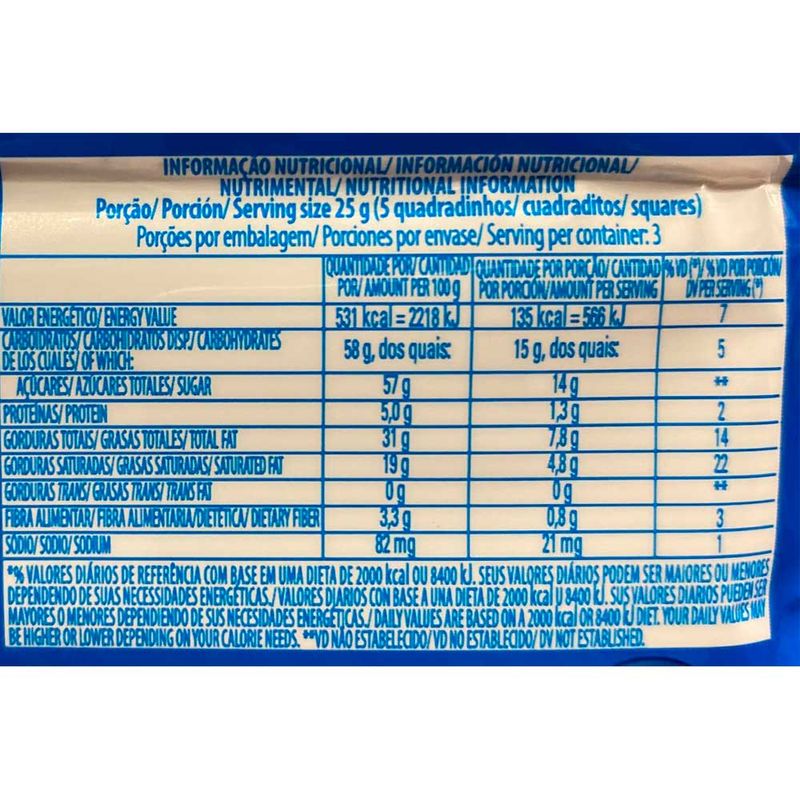 INFORMAÇÃO NUTRICIONAL/ INFORMACIÓN NUTRICIONAL/
NUTRIMENTAL/ NUTRITIONAL INFORMATION
Porção/ Porción/ Serving size 25 g (5 quadradinhos/ cuadraditos/ squares)
Porções por embalagem/ Porciones por envase/ Serving per container: 3
QUANTIDADE POR/ CANTIDAD POR/ AMOUNT PER 100 g QUANTIDADE POR PORÇÃO/ CANTIDAD POR PORCIÓN/AMOUNT PER SERVING % VD (*)/ % VD POR PORCIÓN/ DV PER SERVING (*)
VALOR ENERGÉTICO/ ENERGY VALUE 531 kcal = 2218 kJ 135 kcal = 566 kJ 7
CARBOIDRATOS/ CARBOHIDRATOS DISP./ CARBOHYDRATES
DE LOS CUALES/ OF WHICH: 58 g, dos quais: 15 g, dos quais: 5
AÇÚCARES/ AZÚCARES TOTALES/ SUGAR 57 g 14 g **
PROTEÍNAS/ PROTEIN 5,0 g 1,3 g 2
GORDURAS TOTAIS/ GRASAS TOTALES/ TOTAL FAT 31 g 7,8 g 14
GORDURAS SATURADAS/ GRASAS SATURADAS/ SATURATED FAT 19 g 4,8 g 22
GORDURAS TRANS/ GRASAS TRANS/ TRANS FAT 0 g 0 g **
FIBRA ALIMENTAR/ FIBRA ALIMENTARIA/DIETÉTICA/ DIETARY FIBER 3,3 g 0,8 g 3
SÓDIO/ SODIO/ SODIUM 82 mg 21 mg 1
*% VALORES DIÁRIOS DE REFERÊNCIA COM BASE EM UMA DIETA DE 2000 kcal OU 8400 kJ. SEUS VALORES DIÁRIOS PODEM SER MAIORES OU MENORES
DEPENDENDO DE SUAS NECESSIDADES ENERGÉTICAS./ VALORES DIARIOS CON BASE A UNA DIETA DE 2000 kcal U 8400 kJ. SUS VALORES DIARIOS PUEDEN SER
MAYORES O MENORES DEPENDIENDO DE SUS NECESIDADES ENERGÉTICAS./ DAILY VALUES ARE BASED ON A 2000 kcal OR 8400 kJ DIET. YOUR DAILY VALUES MAY
BE HIGHER OR LOWER DEPENDING ON YOUR CALORIE NEEDS. **VD NÃO ESTABELECIDO/ VD NO ESTABLECIDO/ DV NOT ESTABLISHED.